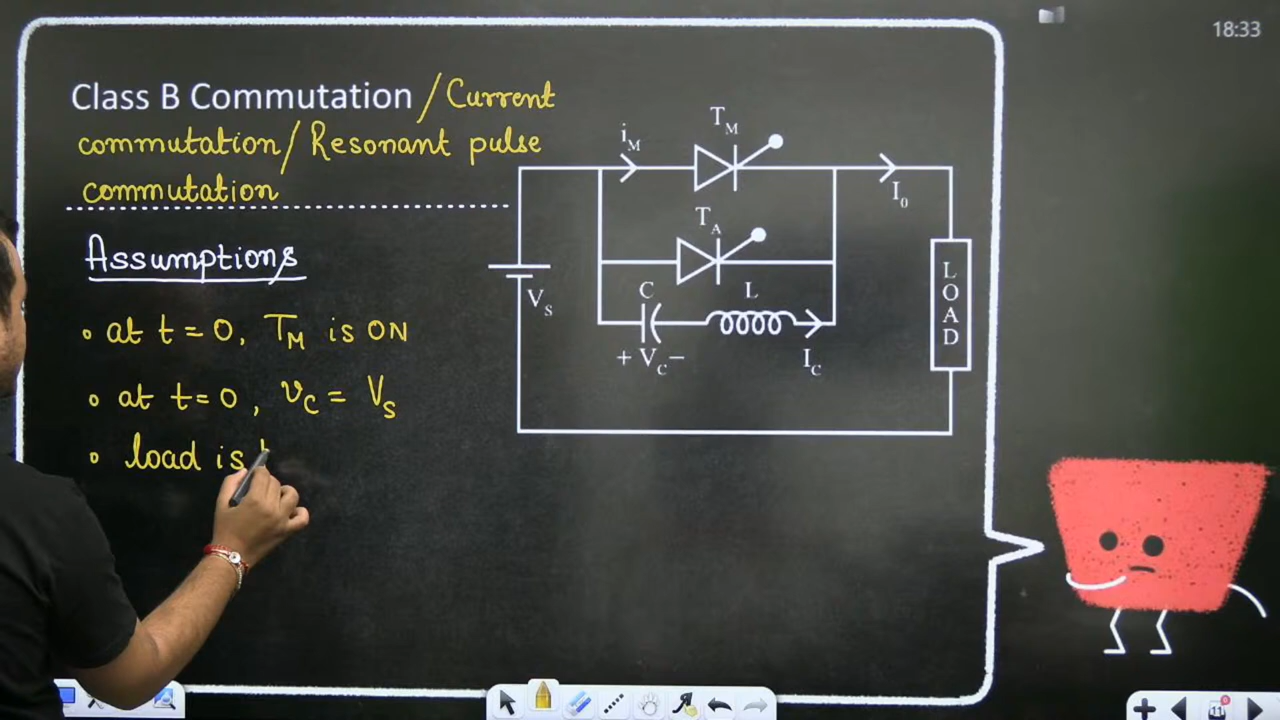 18:33
Class B Commutation / Current
commutation / Resonant pulse
commutation
Assumptions
• at t = 0, T_M is ON
• at t = 0, v_C = V_s
• load is
i_M
T_M
I_0
T_A
V_S
C
L
+ V_C −
I_C
LOAD
11